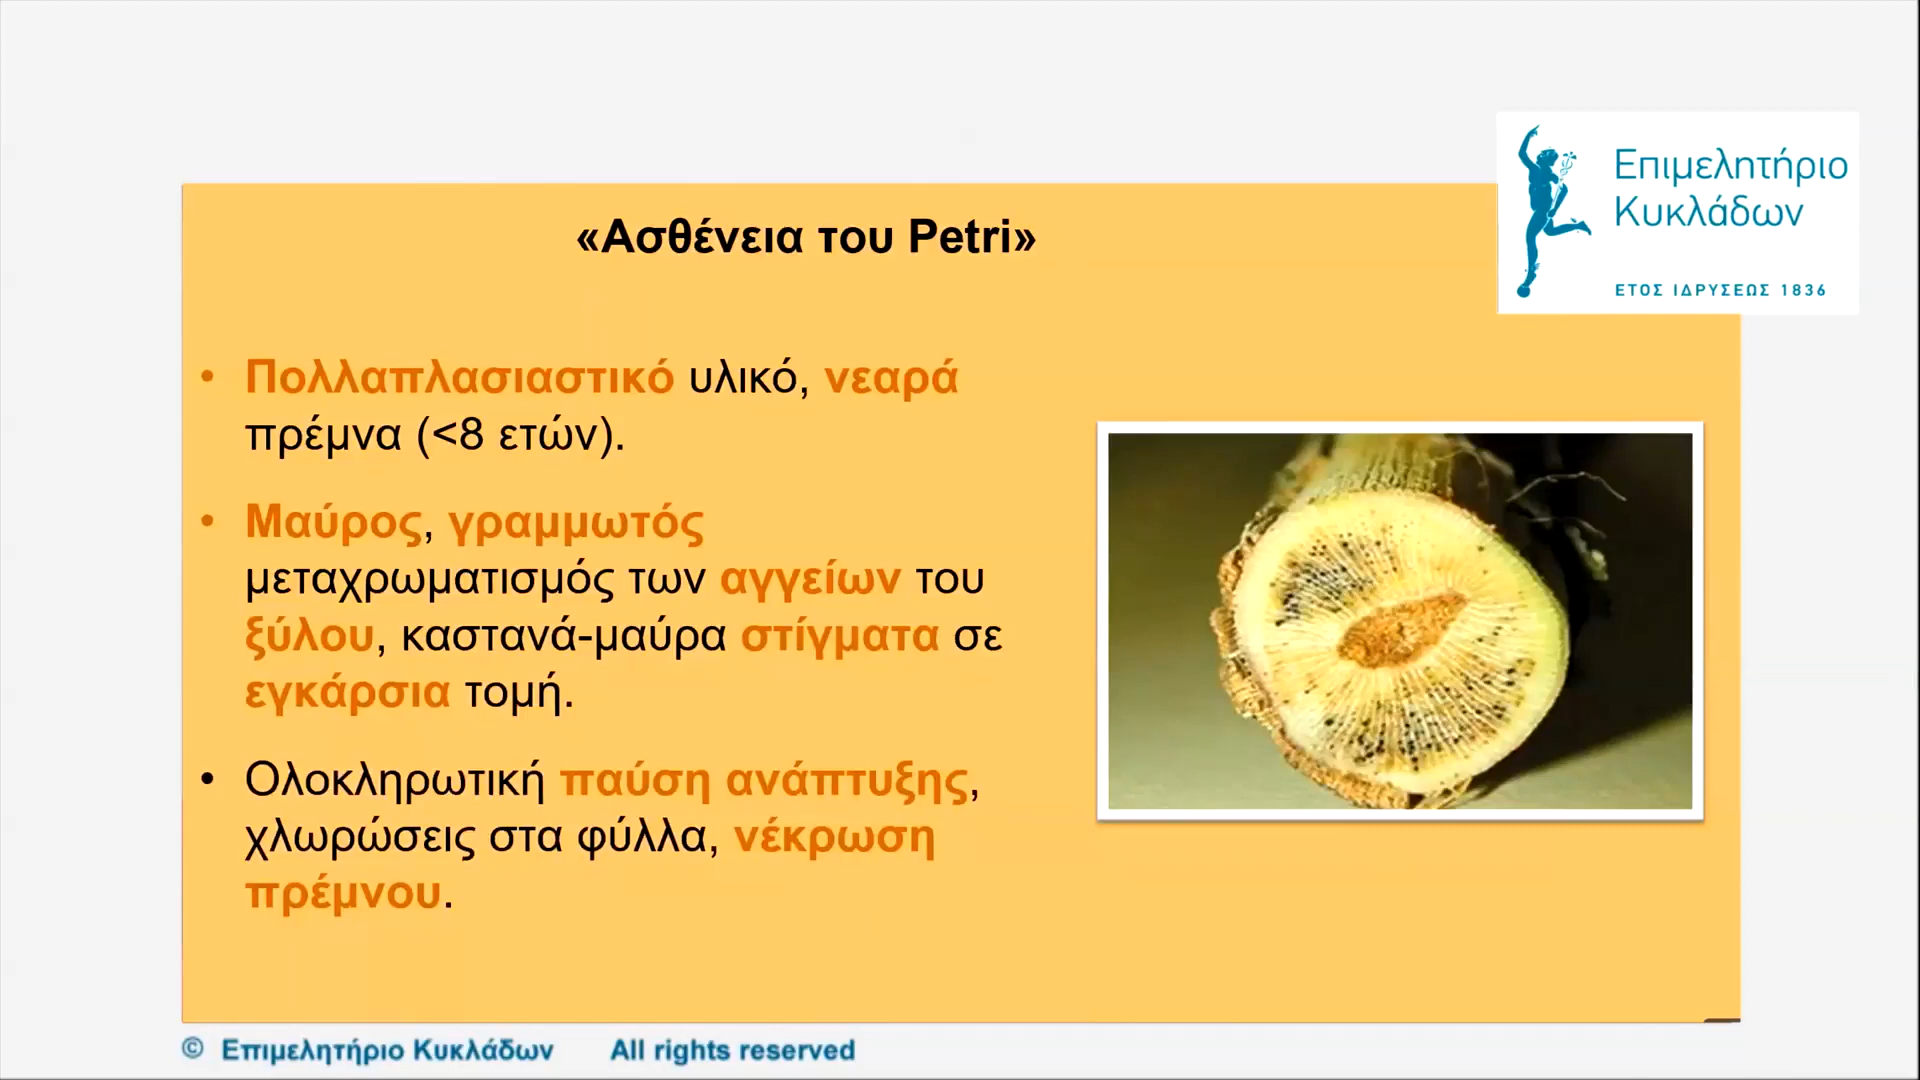 Επιμελητήριο
Κυκλάδων
ΕΤΟΣ ΙΔΡΥΣΕΩΣ 1836
«Ασθένεια του Petri»
• Πολλαπλασιαστικό υλικό, νεαρά
πρέμνα (<8 ετών).
• Μαύρος, γραμμωτός
μεταχρωματισμός των αγγείων του
ξύλου, καστανά-μαύρα στίγματα σε
εγκάρσια τομή.
• Ολοκληρωτική παύση ανάπτυξης,
χλωρώσεις στα φύλλα, νέκρωση
πρέμνου.
© Επιμελητήριο Κυκλάδων All rights reserved